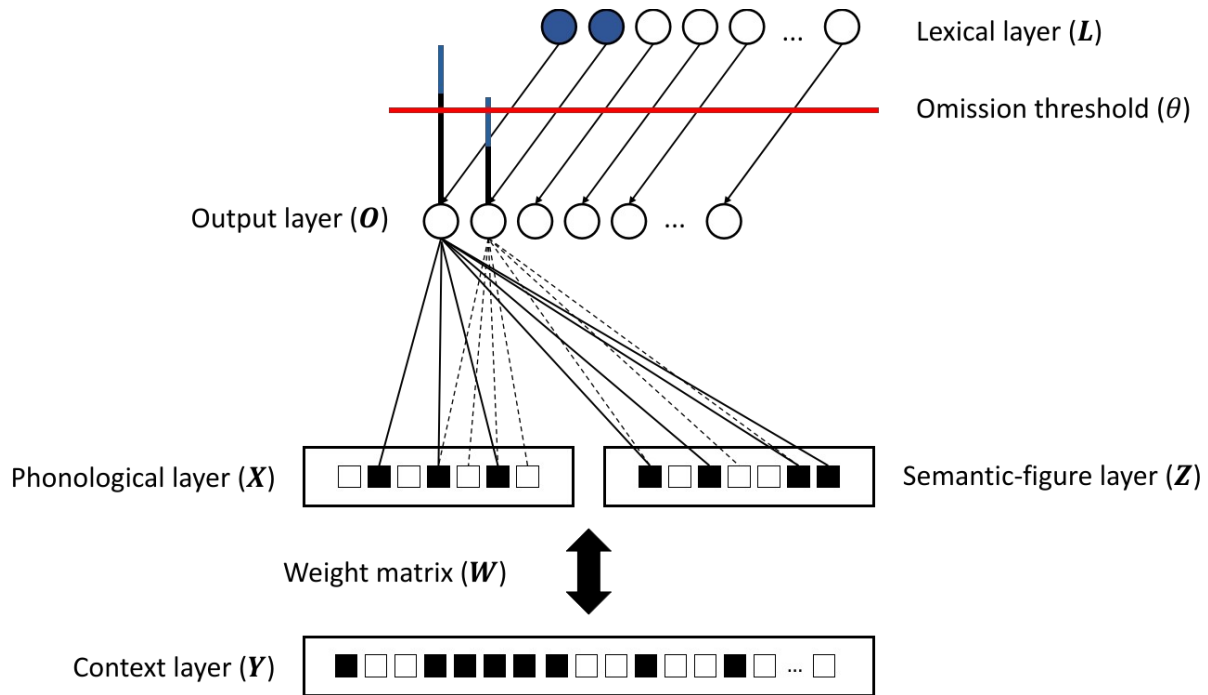 Lexical layer (L)
...
Omission threshold (θ)
Output layer (O)
...
Phonological layer (X)
Semantic-figure layer (Z)
Weight matrix (W)
Context layer (Y)
...